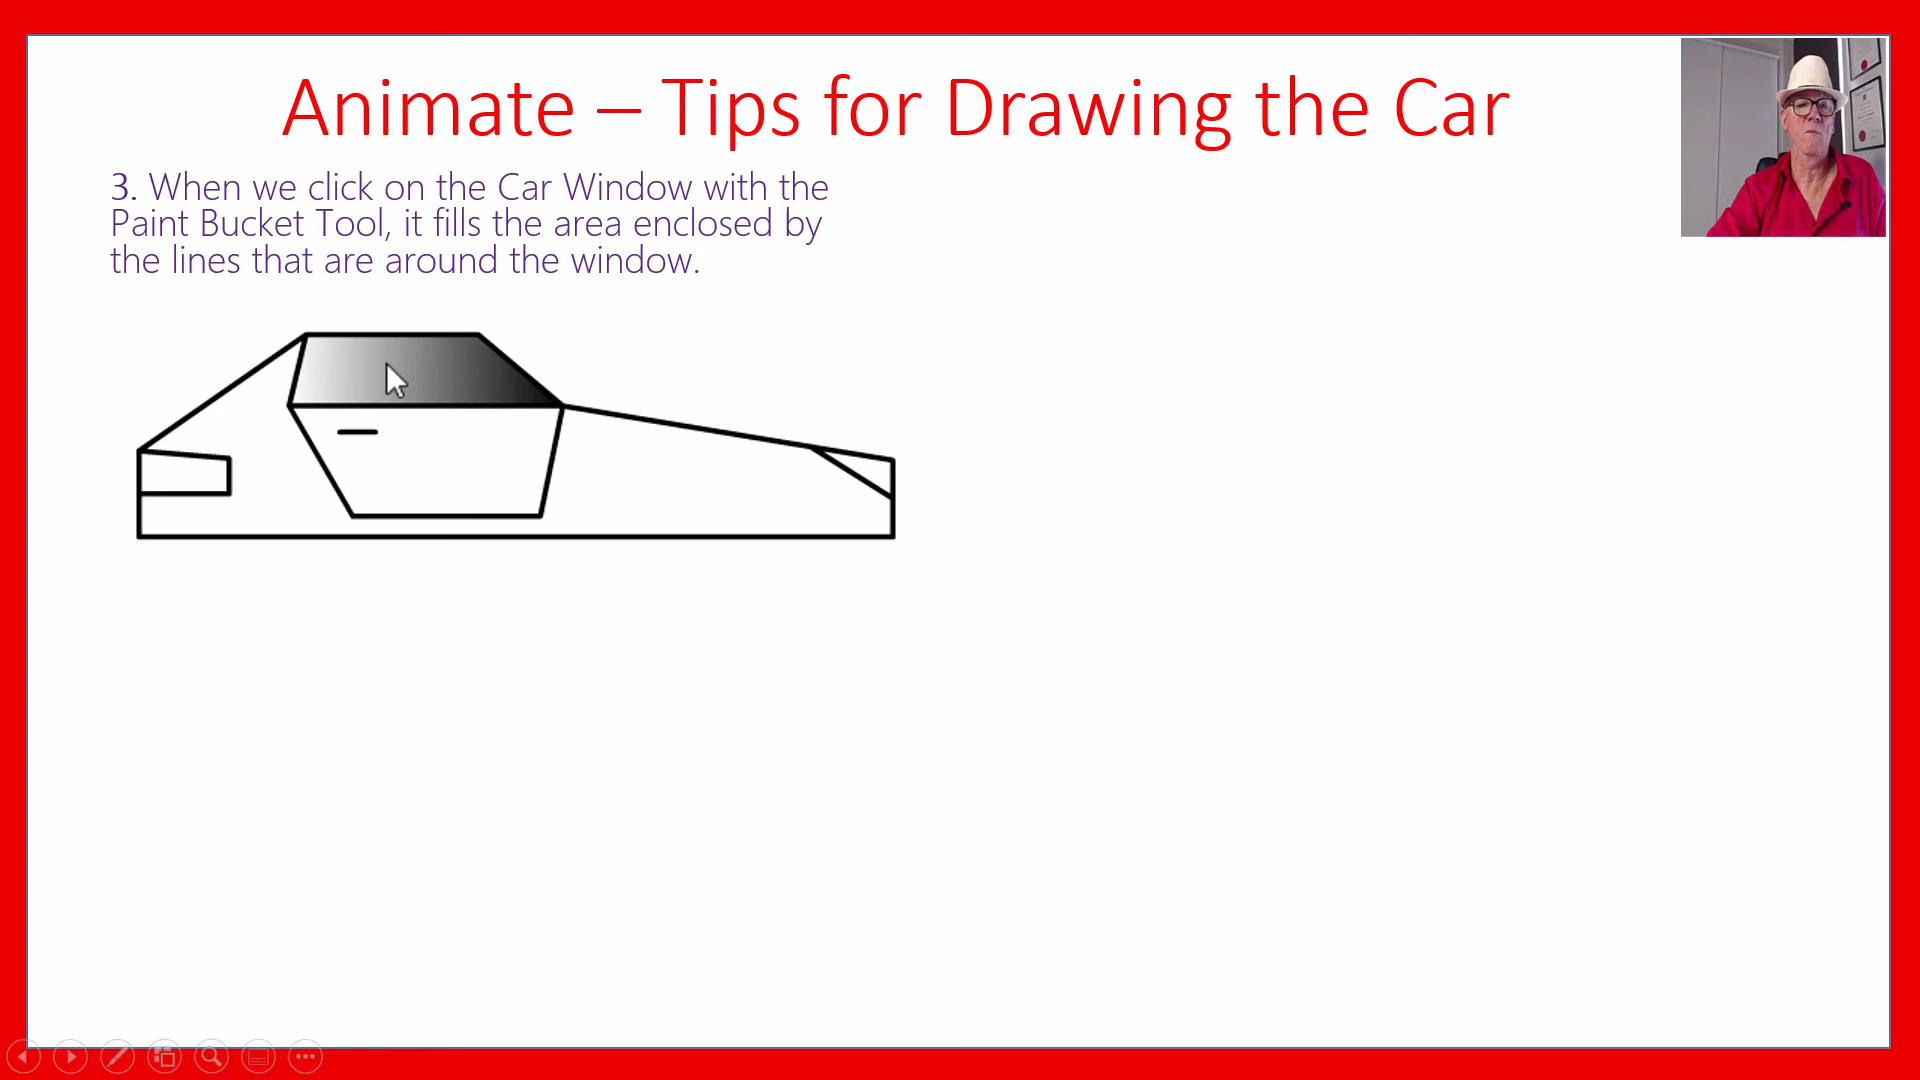 Animate – Tips for Drawing the Car
3. When we click on the Car Window with the
Paint Bucket Tool, it fills the area enclosed by
the lines that are around the window.